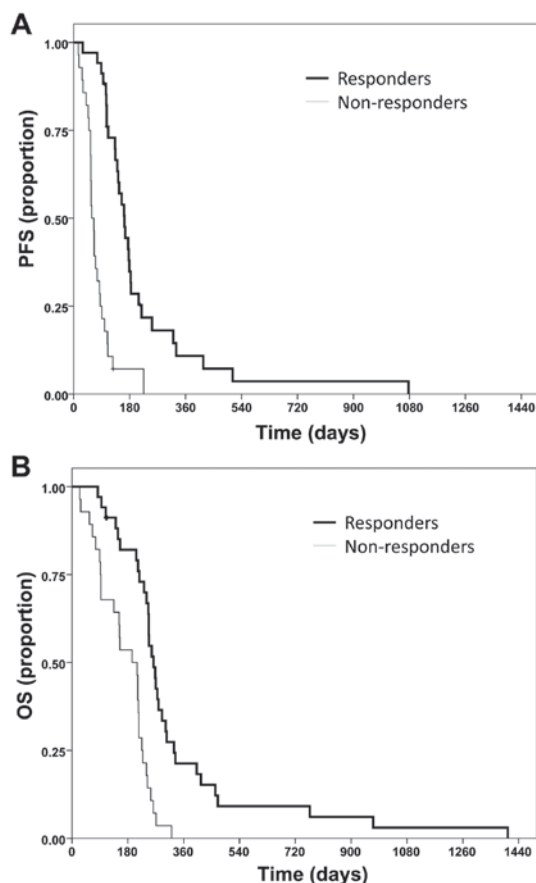 A
PFS (proportion)
1.00
0.75
0.50
0.25
0.00
Responders
Non-responders
0 180 360 540 720 900 1080 1260 1440
Time (days)
B
OS (proportion)
1.00
0.75
0.50
0.25
0.00
Responders
Non-responders
0 180 360 540 720 900 1080 1260 1440
Time (days)